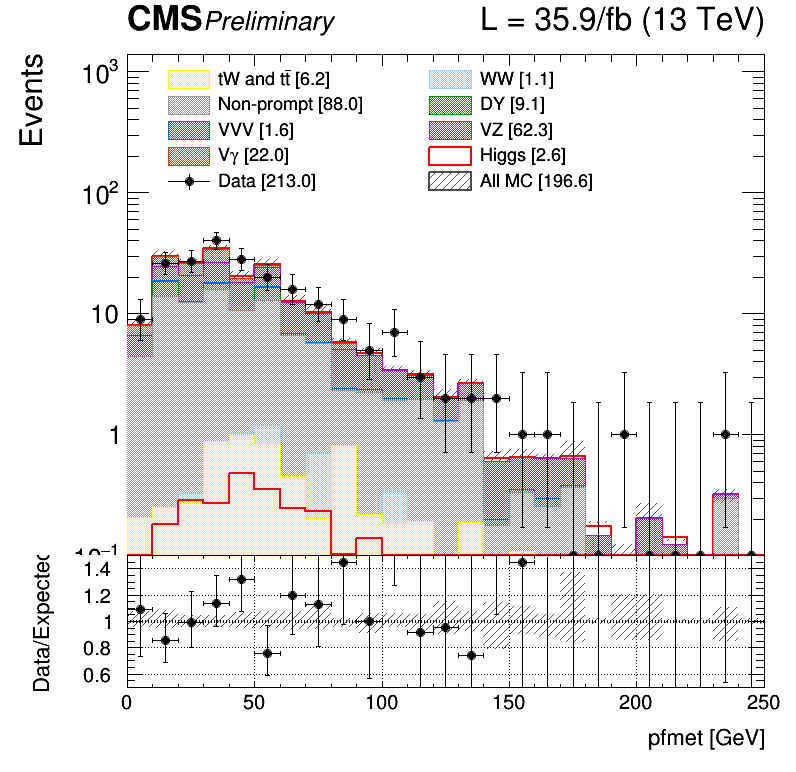 CMS Preliminary L = 35.9/fb (13 TeV)
Events
10³
10²
10
1
10⁻¹
tW and tt̄ [6.2]
WW [1.1]
Non-prompt [88.0]
DY [9.1]
VVV [1.6]
VZ [62.3]
Vγ [22.0]
Higgs [2.6]
Data [213.0]
All MC [196.6]
Data/Expected
1.4
1.2
1
0.8
0.6
0 50 100 150 200 250
pfmet [GeV]